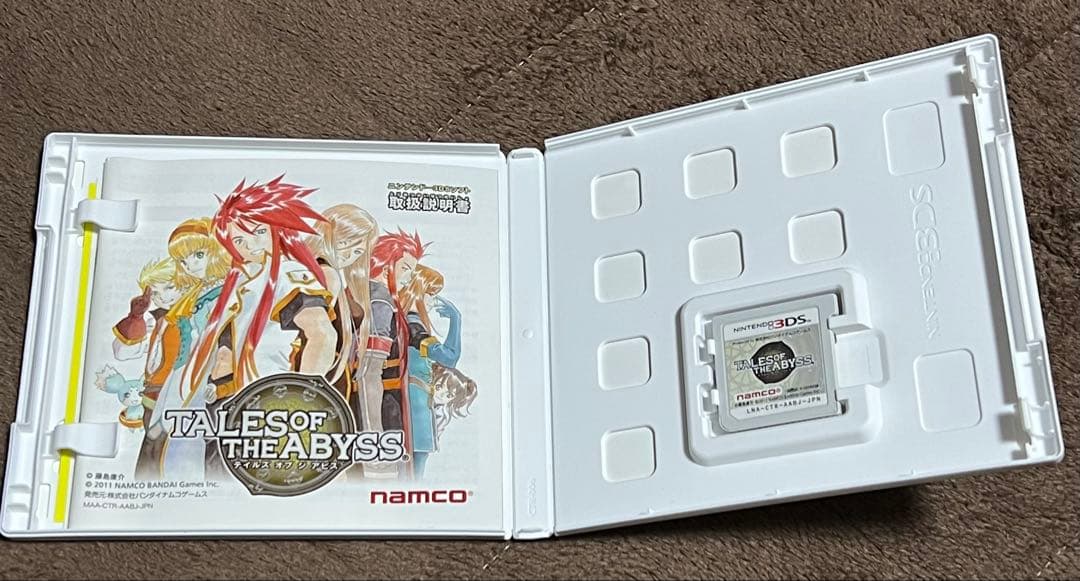 ニンテンドー3DSソフト
取扱説明書
TALES OF
THE ABYSS
テイルズ オブ ジ アビス
© 藤島康介
© 2011 NAMCO BANDAI Games Inc.
発売元:株式会社バンダイナムコゲームス
MAA-CTR-AABJ-JPN
namco
NINTENDO 3DS
TALES OF
THE ABYSS
namco
LNA-CTR-AABJ-JPN